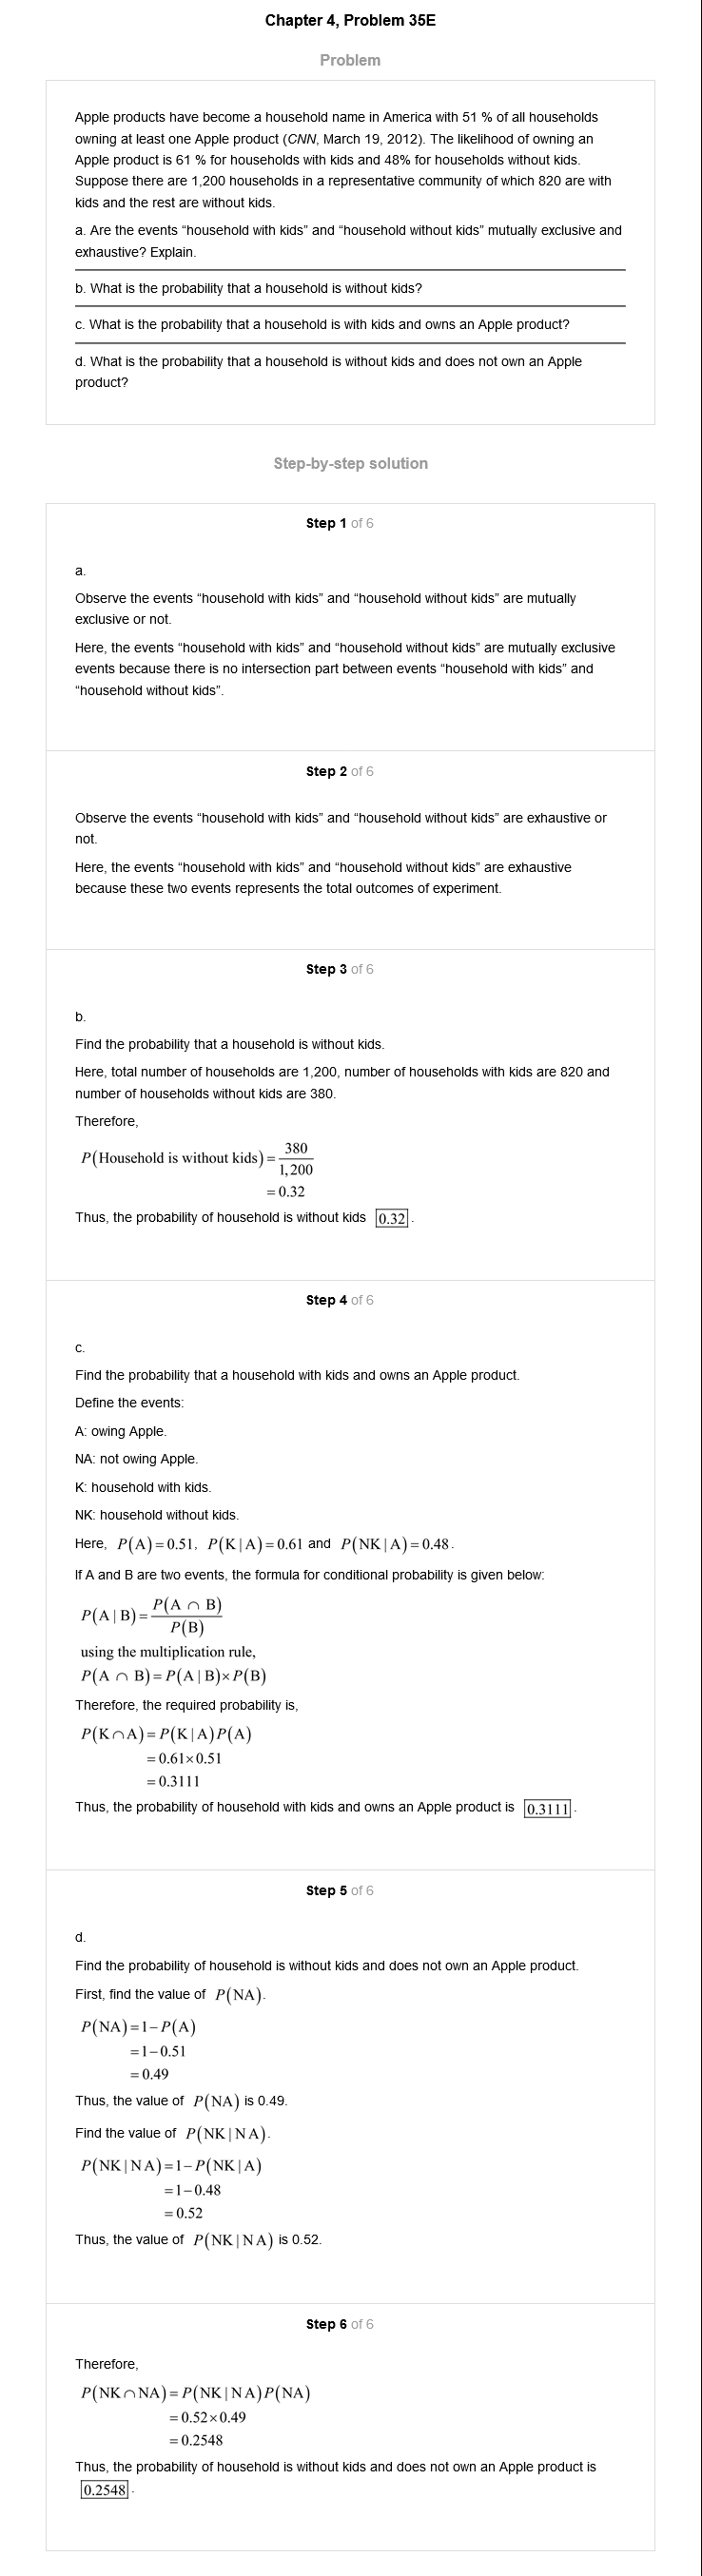 Chapter 4, Problem 35E
Problem
Apple products have become a household name in America with 51 % of all households
owning at least one Apple product (CNN, March 19, 2012). The likelihood of owning an
Apple product is 61 % for households with kids and 48% for households without kids.
Suppose there are 1,200 households in a representative community of which 820 are with
kids and the rest are without kids.
a. Are the events “household with kids” and “household without kids” mutually exclusive and
exhaustive? Explain.
b. What is the probability that a household is without kids?
c. What is the probability that a household is with kids and owns an Apple product?
d. What is the probability that a household is without kids and does not own an Apple
product?
Step-by-step solution
Step 1 of 6
a.
Observe the events “household with kids” and “household without kids” are mutually
exclusive or not.
Here, the events “household with kids” and “household without kids” are mutually exclusive
events because there is no intersection part between events “household with kids” and
“household without kids”.
Step 2 of 6
Observe the events “household with kids” and “household without kids” are exhaustive or
not.
Here, the events “household with kids” and “household without kids” are exhaustive
because these two events represents the total outcomes of experiment.
Step 3 of 6
b.
Find the probability that a household is without kids.
Here, total number of households are 1,200, number of households with kids are 820 and
number of households without kids are 380.
Therefore,
P(Household is without kids) = 380/1,200
= 0.32
Thus, the probability of household is without kids 0.32.
Step 4 of 6
c.
Find the probability that a household with kids and owns an Apple product.
Define the events:
A: owing Apple.
NA: not owing Apple.
K: household with kids.
NK: household without kids.
Here, P(A) = 0.51, P(K | A) = 0.61 and P(NK | A) = 0.48.
If A and B are two events, the formula for conditional probability is given below:
P(A | B) = P(A ∩ B)/P(B)
using the multiplication rule,
P(A ∩ B) = P(A | B) × P(B)
Therefore, the required probability is,
P(K ∩ A) = P(K | A) P(A)
= 0.61 × 0.51
= 0.3111
Thus, the probability of household with kids and owns an Apple product is 0.3111.
Step 5 of 6
d.
Find the probability of household is without kids and does not own an Apple product.
First, find the value of P(NA).
P(NA) = 1 − P(A)
= 1 − 0.51
= 0.49
Thus, the value of P(NA) is 0.49.
Find the value of P(NK | NA).
P(NK | NA) = 1 − P(NK | A)
= 1 − 0.48
= 0.52
Thus, the value of P(NK | NA) is 0.52.
Step 6 of 6
Therefore,
P(NK ∩ NA) = P(NK | NA) P(NA)
= 0.52 × 0.49
= 0.2548
Thus, the probability of household is without kids and does not own an Apple product is
0.2548.